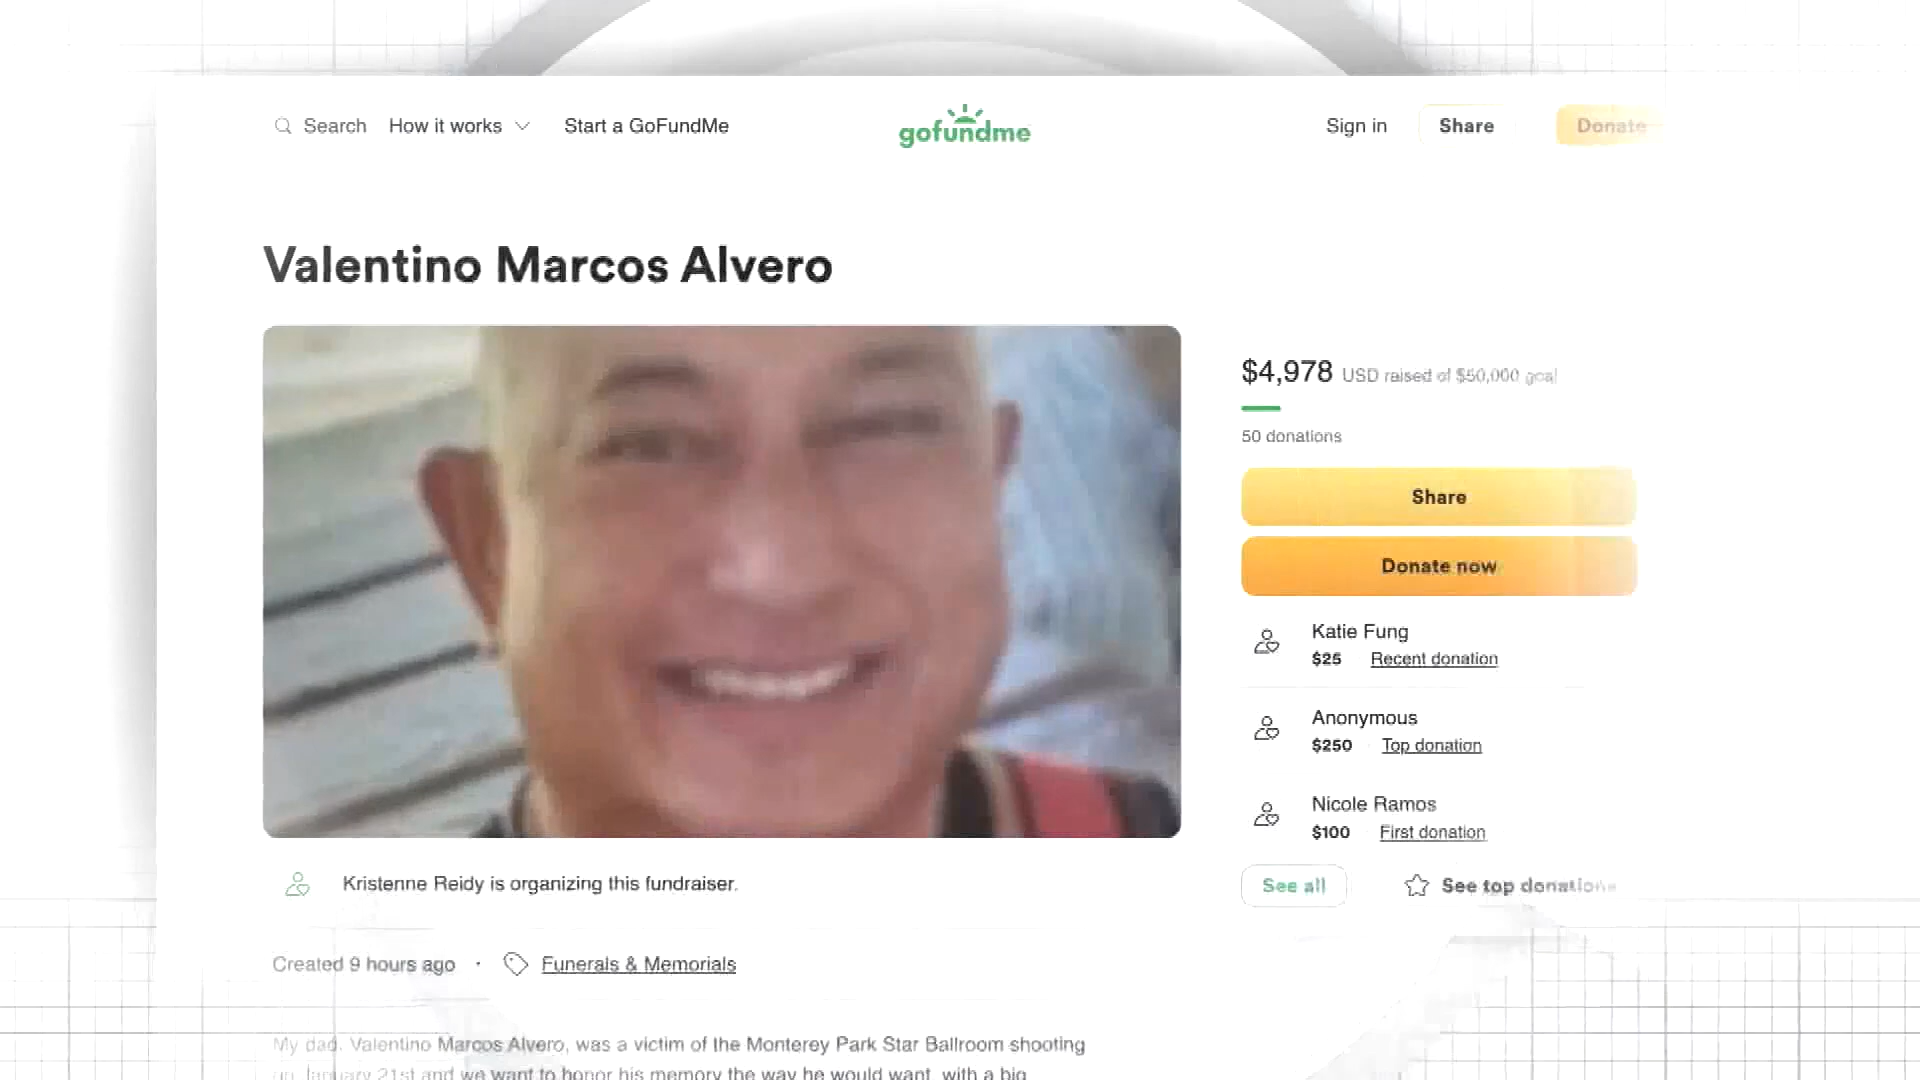 Search How it works Start a GoFundMe gofundme Sign in Share Donate
Valentino Marcos Alvero
$4,978 USD raised of $50,000 goal
50 donations
Share
Donate now
Katie Fung
$25 Recent donation
Anonymous
$250 Top donation
Nicole Ramos
$100 First donation
See all See top donations
Kristenne Reidy is organizing this fundraiser.
Created 9 hours ago · Funerals & Memorials
My dad, Valentino Marcos Alvero, was a victim of the Monterey Park Star Ballroom shooting
on January 21st and we want to honor his memory the way he would want, with a big